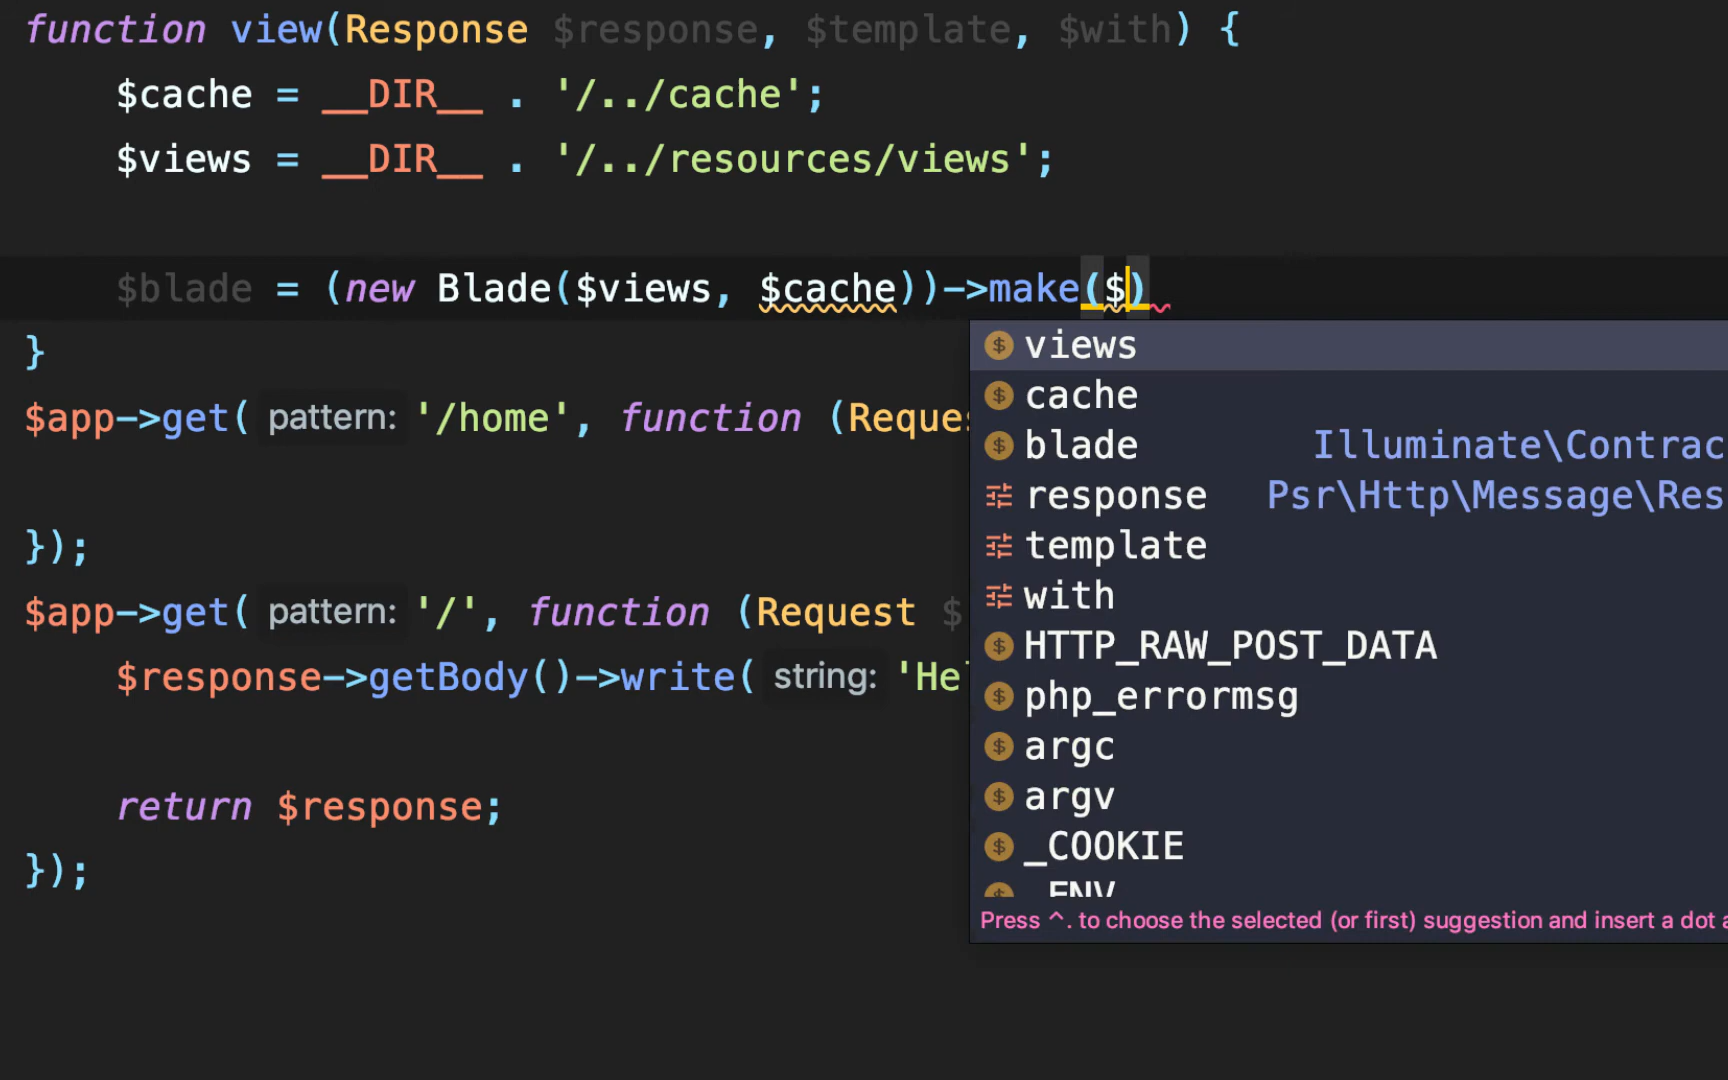 function view(Response $response, $template, $with) {
$cache = __DIR__ . '/../cache';
$views = __DIR__ . '/../resources/views';
$blade = (new Blade($views, $cache))->make($)
}
$app->get( pattern: '/home', function (Reques
});
$app->get( pattern: '/', function (Request $
$response->getBody()->write( string: 'Hel
return $response;
});
views
cache
blade Illuminate\Contrac
response Psr\Http\Message\Res
template
with
HTTP_RAW_POST_DATA
php_errormsg
argc
argv
_COOKIE
_ENV
Press ^. to choose the selected (or first) suggestion and insert a dot a